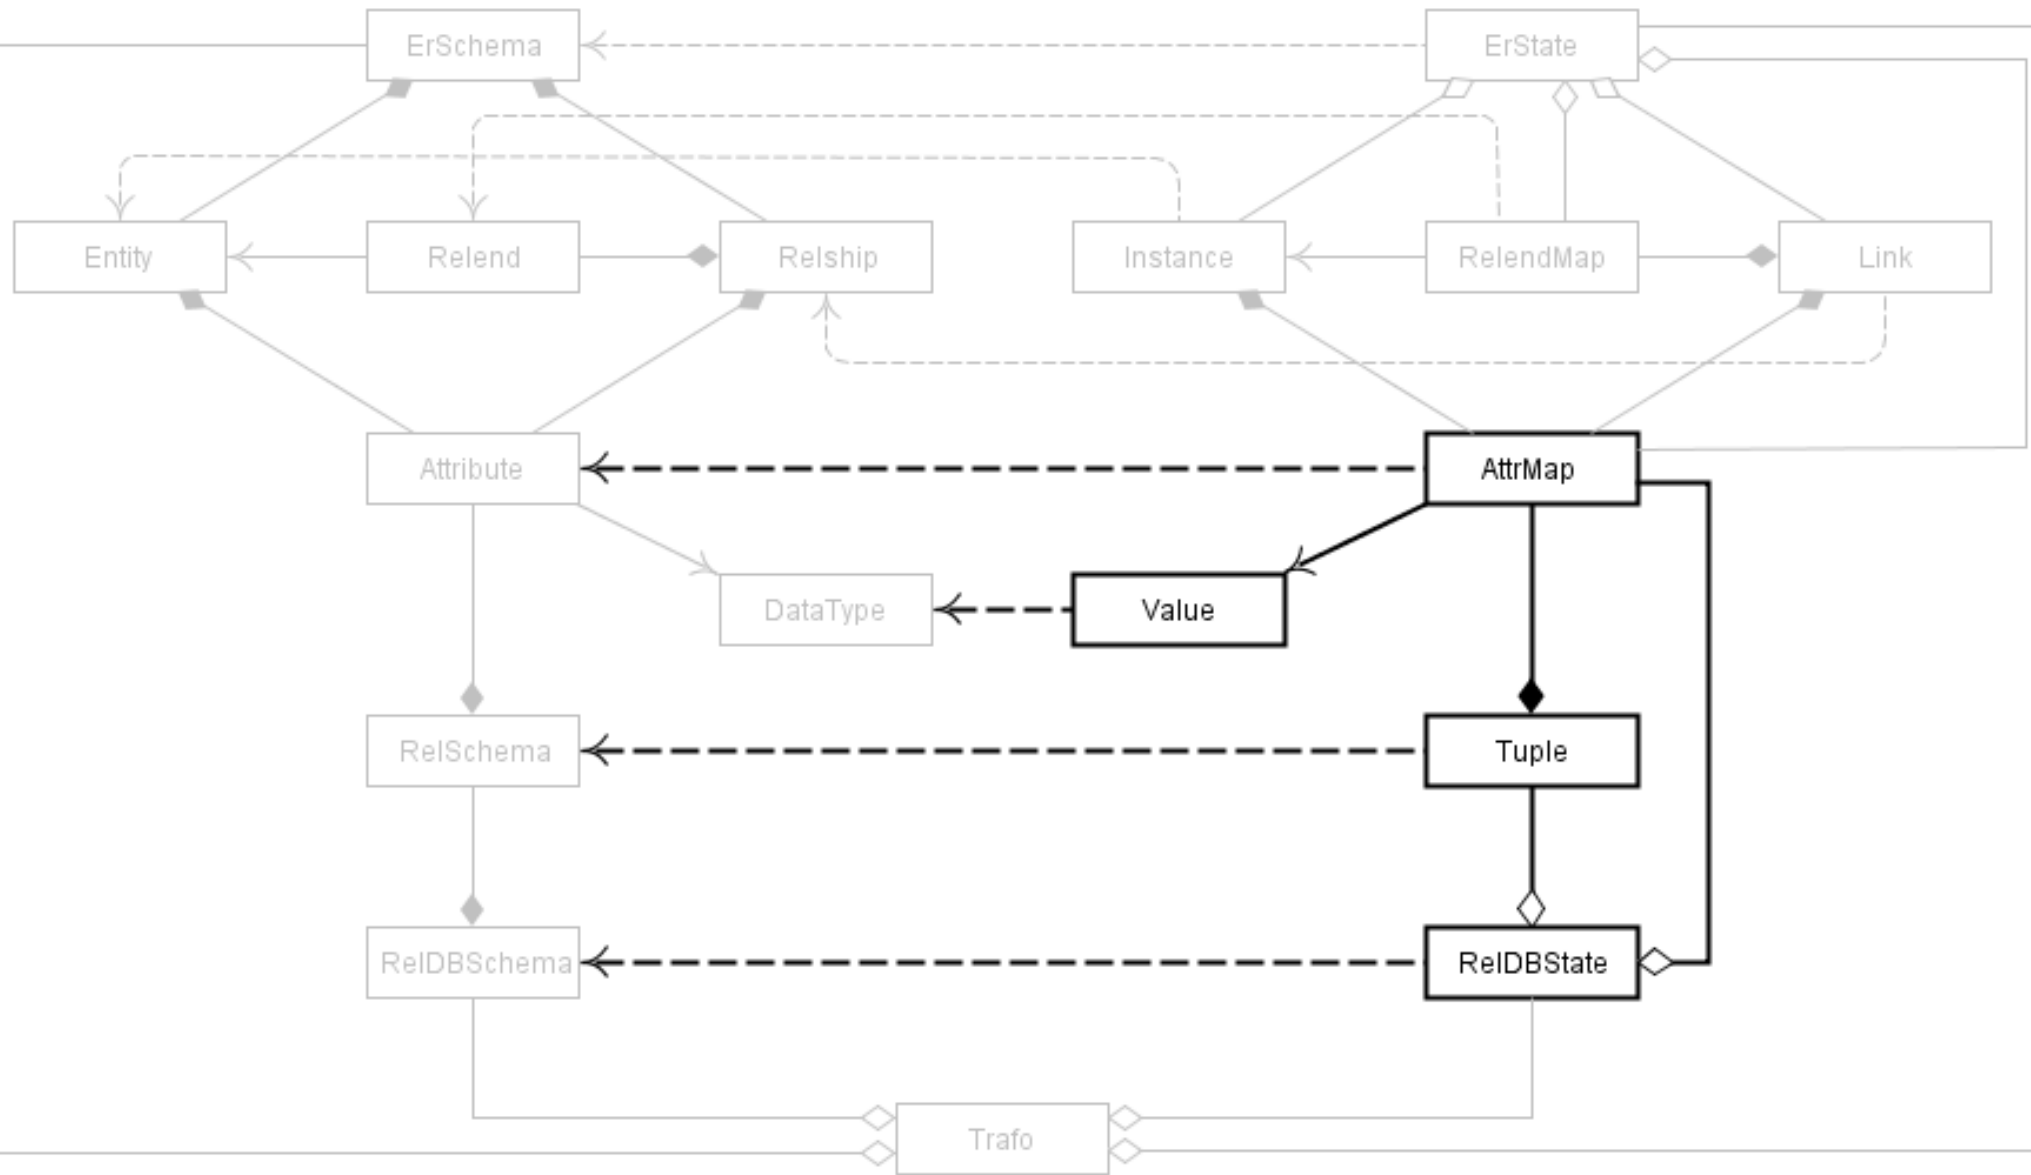 ErSchema
ErState
Entity
Relend
Relship
Instance
RelendMap
Link
Attribute
AttrMap
DataType
Value
RelSchema
Tuple
RelDBSchema
RelDBState
Trafo